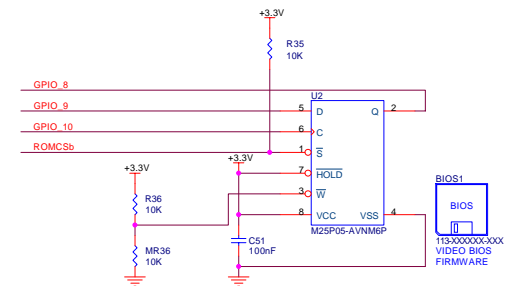 +3.3V
R35
10K
GPIO_8
U2
GPIO_9
5 D Q 2
GPIO_10
6 C
ROMCSb
1 S
+3.3V
+3.3V
7 HOLD
BIOS1
R36
10K
3 W
BIOS
8 VCC VSS 4
M25P05-AVNM6P
MR36
10K
C51
100nF
113-XXXXXX-XXX
VIDEO BIOS
FIRMWARE